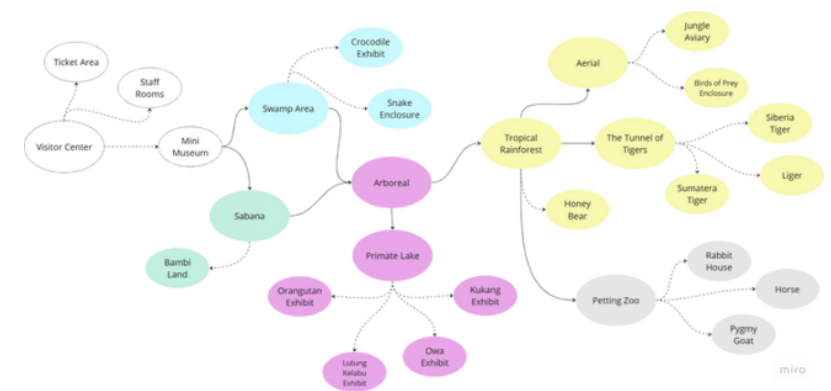 Ticket Area
Staff
Rooms
Visitor Center
Mini
Museum
Swamp Area
Crocodile
Exhibit
Snake
Enclosure
Sabana
Bambi
Land
Arboreal
Primate Lake
Orangutan
Exhibit
Lutung
Kelabu
Exhibit
Owa
Exhibit
Kukang
Exhibit
Tropical
Rainforest
Aerial
Jungle
Aviary
Birds of Prey
Enclosure
The Tunnel of
Tigers
Siberia
Tiger
Liger
Sumatera
Tiger
Honey
Bear
Petting Zoo
Rabbit
House
Horse
Pygmy
Goat
miro